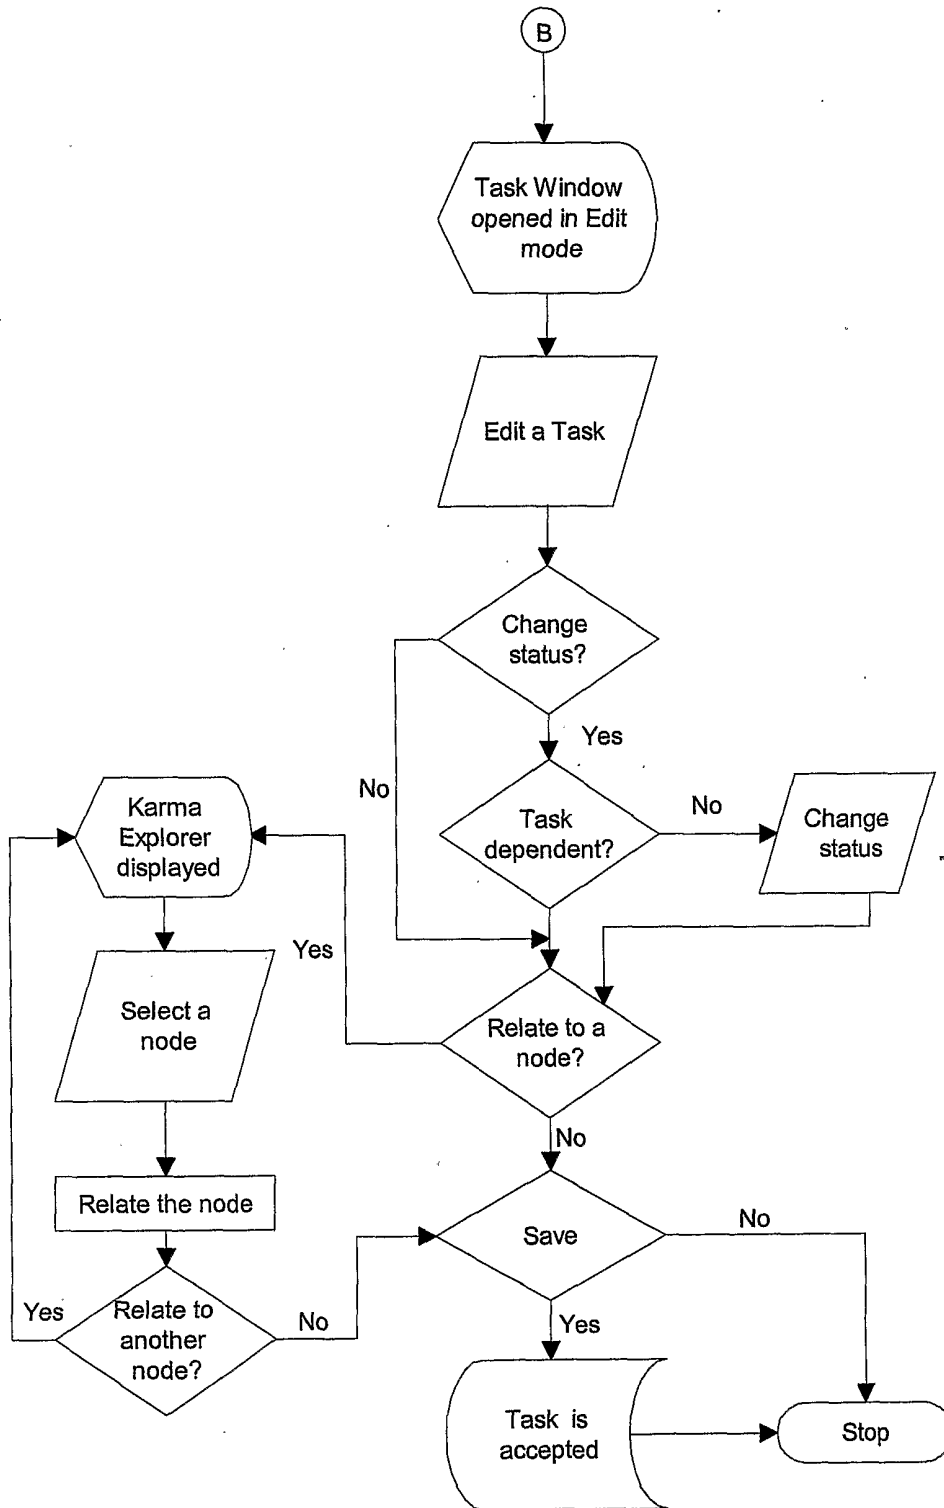 B
Task Window
opened in Edit
mode
Edit a Task
Change
status?
Yes
No
Task
dependent?
No
Change
status
Karma
Explorer
displayed
Yes
Select a
node
Relate to a
node?
No
Relate the node
Save
No
Yes
Relate to
another
node?
No
Yes
Task is
accepted
Stop